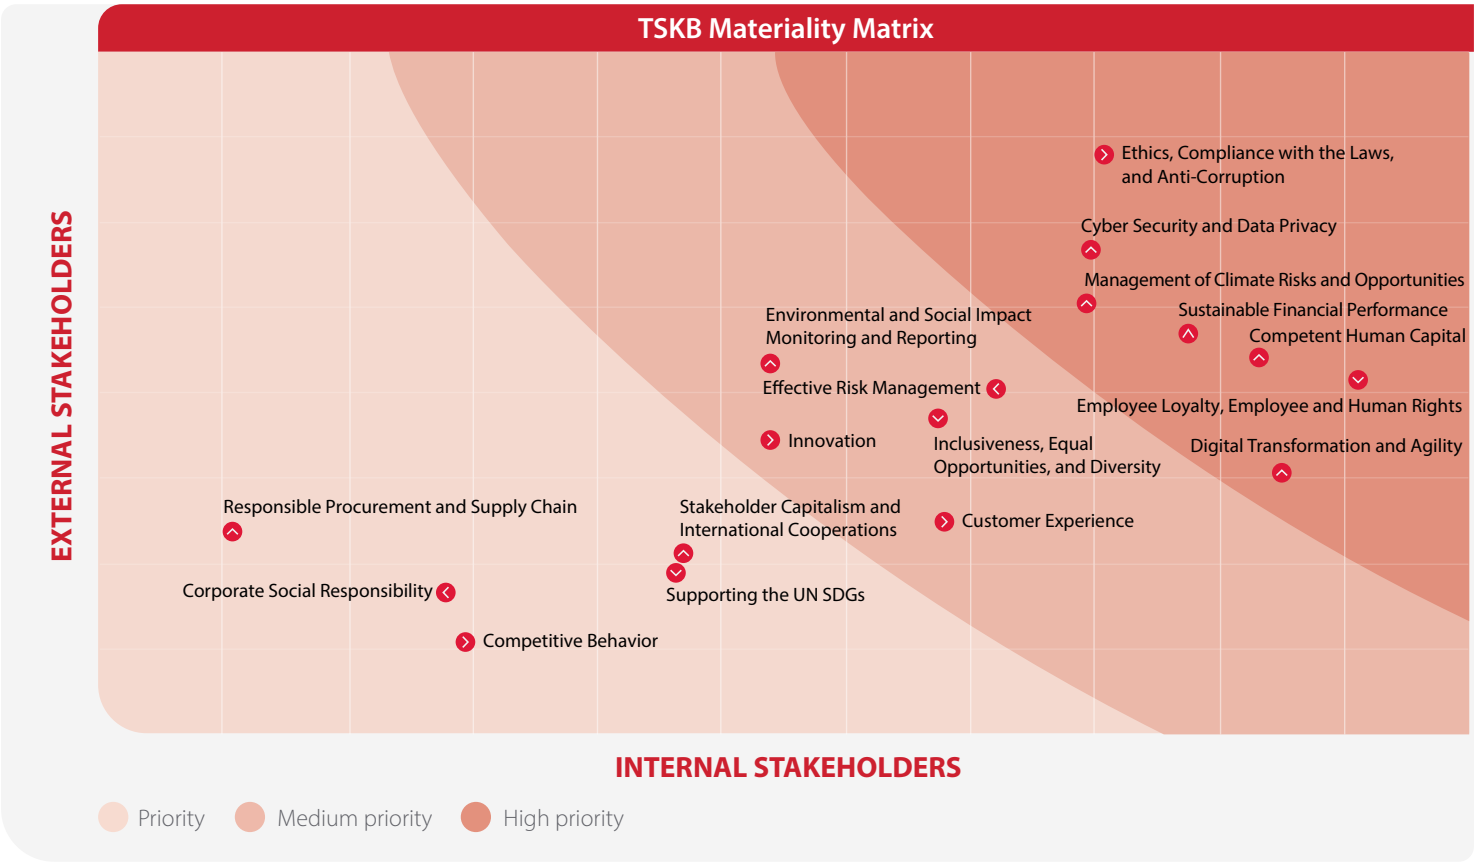 TSKB Materiality Matrix
EXTERNAL STAKEHOLDERS
Ethics, Compliance with the Laws,
and Anti-Corruption
Cyber Security and Data Privacy
Management of Climate Risks and Opportunities
Sustainable Financial Performance
Competent Human Capital
Employee Loyalty, Employee and Human Rights
Digital Transformation and Agility
Environmental and Social Impact
Monitoring and Reporting
Effective Risk Management
Innovation
Inclusiveness, Equal
Opportunities, and Diversity
Customer Experience
Stakeholder Capitalism and
International Cooperations
Supporting the UN SDGs
Responsible Procurement and Supply Chain
Corporate Social Responsibility
Competitive Behavior
INTERNAL STAKEHOLDERS
Priority
Medium priority
High priority